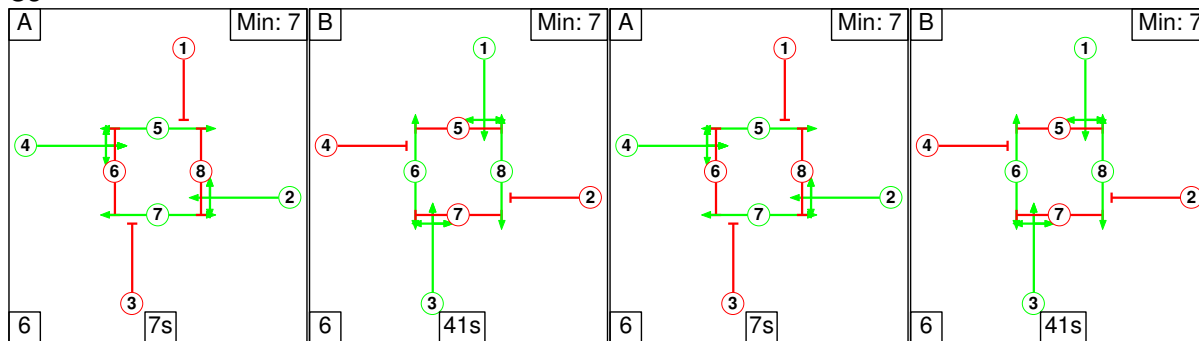 A Min: 7 B Min: 7 A Min: 7 B Min: 7
1 1 1 1
5 5 5 5
4 4 4 4
6 8 6 8 6 8 6 8
2 2 2 2
7 7 7 7
3 3 3 3
6 7s 6 41s 6 7s 6 41s